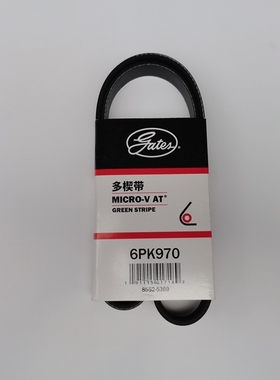 Gates
多楔带
MICRO-V AT®
GREEN STRIPE
6PK970